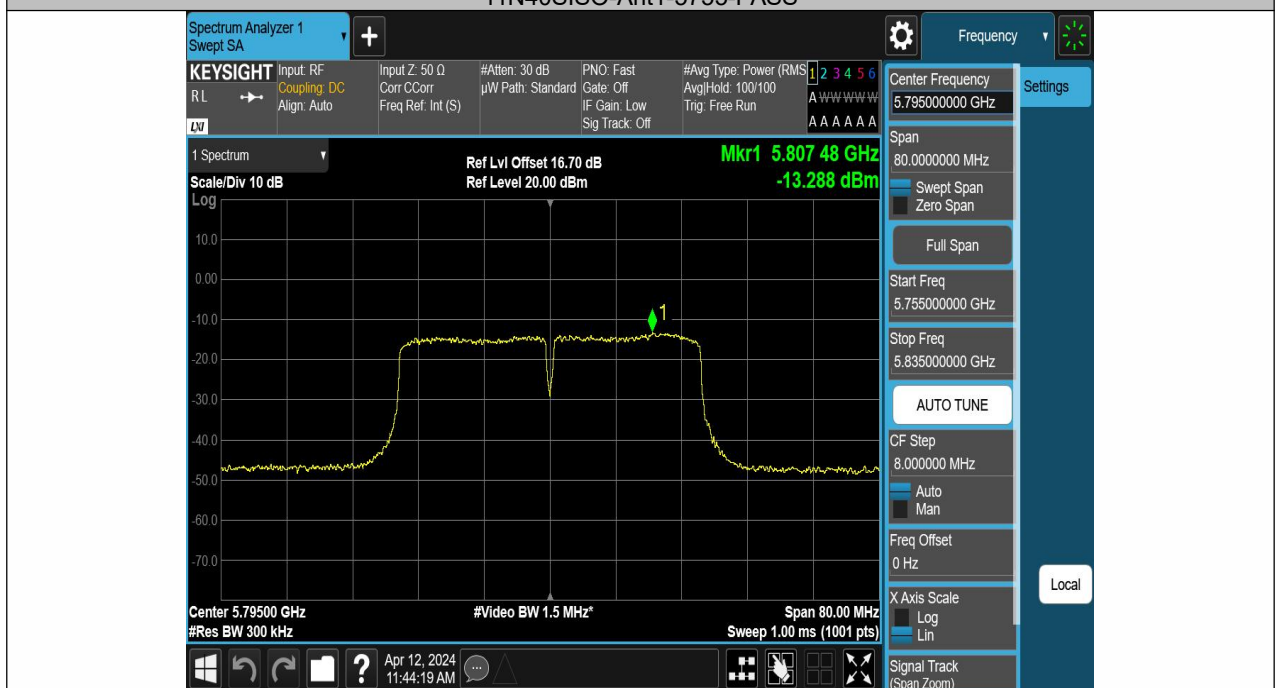 11N40SISO-Ant1-5795-PASS
Spectrum Analyzer 1
Swept SA
Frequency
KEYSIGHT
RL
LXI
Input: RF
Coupling: DC
Align: Auto
Input Z: 50 Ω
Corr CCorr
Freq Ref: Int (S)
#Atten: 30 dB
µW Path: Standard
PNO: Fast
Gate: Off
IF Gain: Low
Sig Track: Off
#Avg Type: Power (RMS
Avg|Hold: 100/100
Trig: Free Run
1 2 3 4 5 6
A W W W W W
A A A A A A
1 Spectrum
Scale/Div 10 dB
Log
Ref Lvl Offset 16.70 dB
Ref Level 20.00 dBm
Mkr1 5.807 48 GHz
-13.288 dBm
10.0
0.00
-10.0
-20.0
-30.0
-40.0
-50.0
-60.0
-70.0
1
Center 5.79500 GHz
#Res BW 300 kHz
#Video BW 1.5 MHz*
Span 80.00 MHz
Sweep 1.00 ms (1001 pts)
Center Frequency
5.795000000 GHz
Settings
Span
80.0000000 MHz
Swept Span
Zero Span
Full Span
Start Freq
5.755000000 GHz
Stop Freq
5.835000000 GHz
AUTO TUNE
CF Step
8.000000 MHz
Auto
Man
Freq Offset
0 Hz
X Axis Scale
Log
Lin
Local
Signal Track
(Span Zoom)
?
Apr 12, 2024
11:44:19 AM